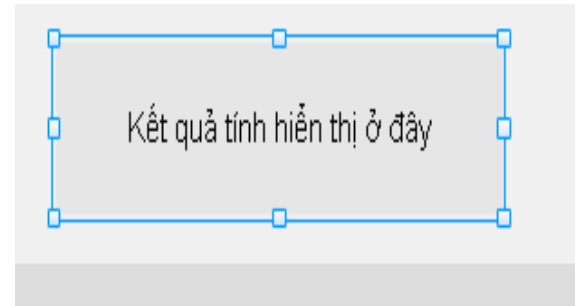 Kết quả tính hiển thị ở đây